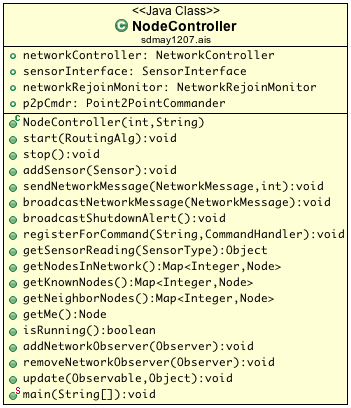 <<Java Class>>
C NodeController
sdmay1207.ais
networkController: NetworkController
sensorInterface: SensorInterface
networkRejoinMonitor: NetworkRejoinMonitor
p2pCmdr: Point2PointCommander
C NodeController(int,String)
start(RoutingAlg):void
stop():void
addSensor(Sensor):void
sendNetworkMessage(NetworkMessage,int):void
broadcastNetworkMessage(NetworkMessage):void
broadcastShutdownAlert():void
registerForCommand(String,CommandHandler):void
getSensorReading(SensorType):Object
getNodesInNetwork():Map<Integer,Node>
getKnownNodes():Map<Integer,Node>
getNeighborNodes():Map<Integer,Node>
getMe():Node
isRunning():boolean
addNetworkObserver(Observer):void
removeNetworkObserver(Observer):void
update(Observable,Object):void
S main(String[]):void